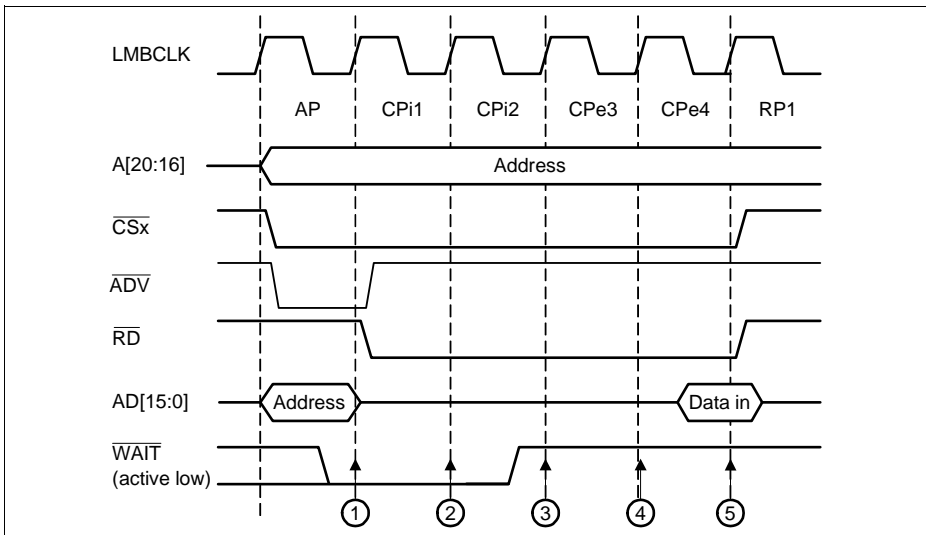 LMBCLK
AP CPi1 CPi2 CPe3 CPe4 RP1
A[20:16] Address
CSx
ADV
RD
AD[15:0] Address Data in
WAIT
(active low)
1 2 3 4 5